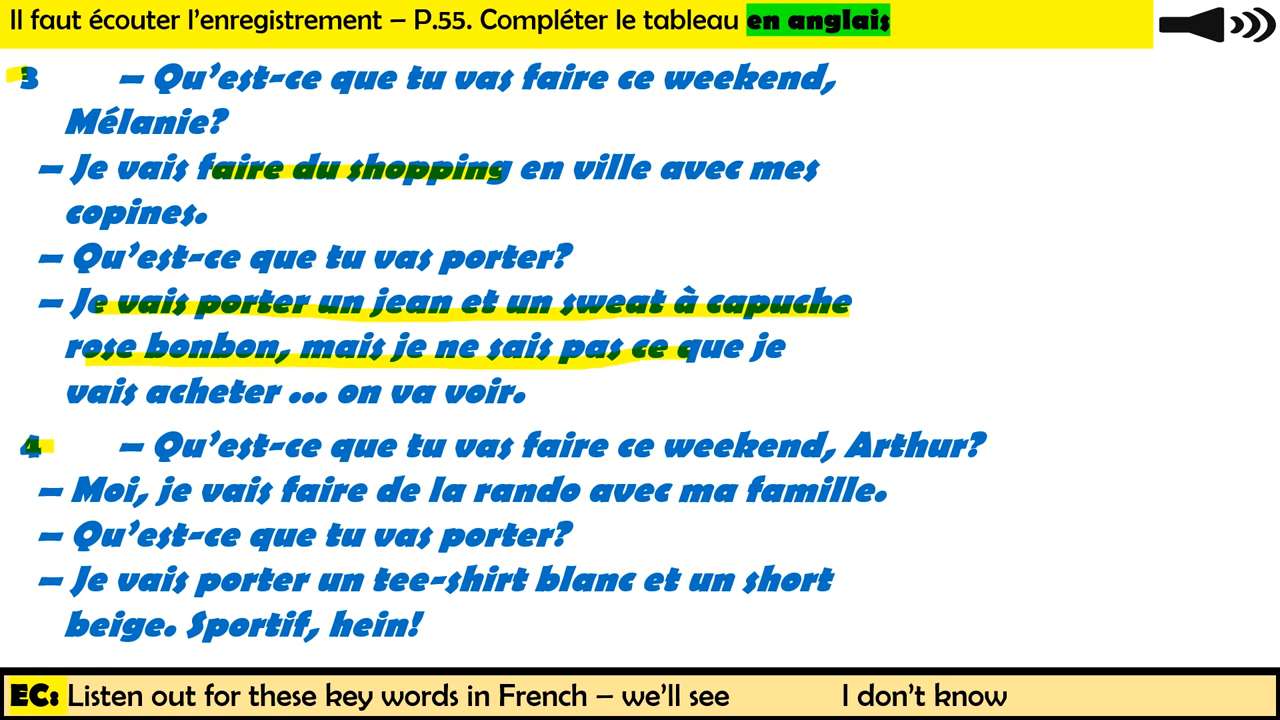 Il faut écouter l’enregistrement – P.55. Compléter le tableau en anglais
3 – Qu’est-ce que tu vas faire ce weekend,
Mélanie?
– Je vais faire du shopping en ville avec mes
copines.
– Qu’est-ce que tu vas porter?
– Je vais porter un jean et un sweat à capuche
rose bonbon, mais je ne sais pas ce que je
vais acheter ... on va voir.
4 – Qu’est-ce que tu vas faire ce weekend, Arthur?
– Moi, je vais faire de la rando avec ma famille.
– Qu’est-ce que tu vas porter?
– Je vais porter un tee-shirt blanc et un short
beige. Sportif, hein!
EC: Listen out for these key words in French – we’ll see I don’t know